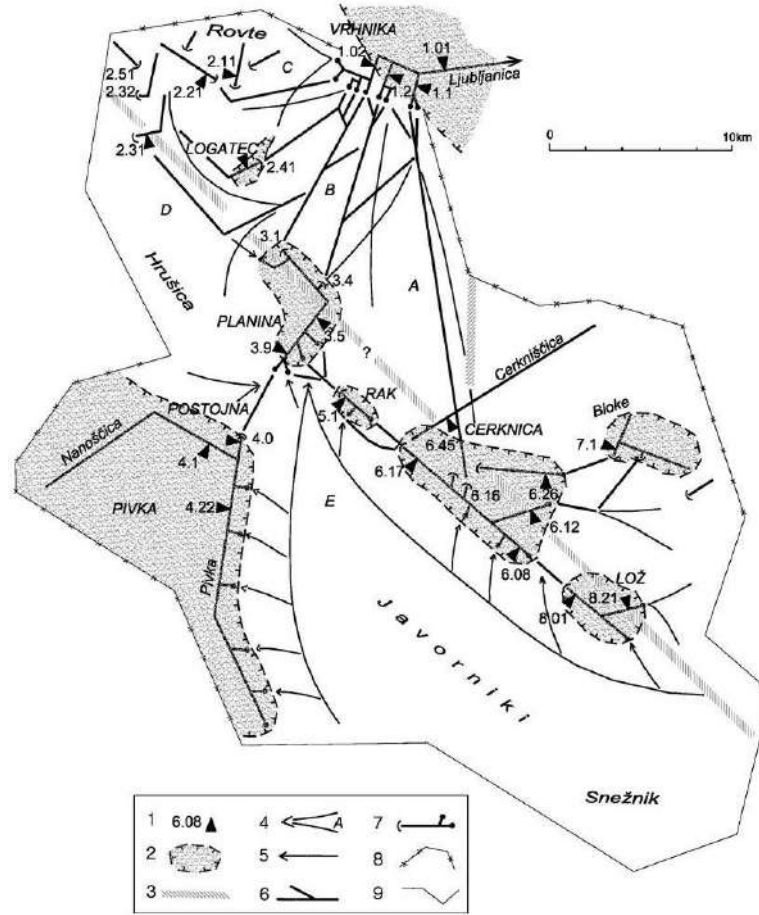 Rovte
VRHNIKA
1.02
1.01
2.11
C
Ljubljanica
2.51
2.32
2.21
1.2
1.1
0
10km
LOGATEC
2.31
2.41
B
D
3.1
Hrušica
3.4
A
PLANINA
3.5
3.9
?
Cerkniščica
RAK
POSTOJNA
5.1
Bloke
4.0
CERKNICA
7.1
Nanoščica
4.1
6.45
6.17
PIVKA
E
6.16
6.26
4.22
6.12
6.08
LOŽ
Pivka
8.21
8.01
Javorniki
Snežnik
1 6.08 4 A 7
2 5 8
3 6 9